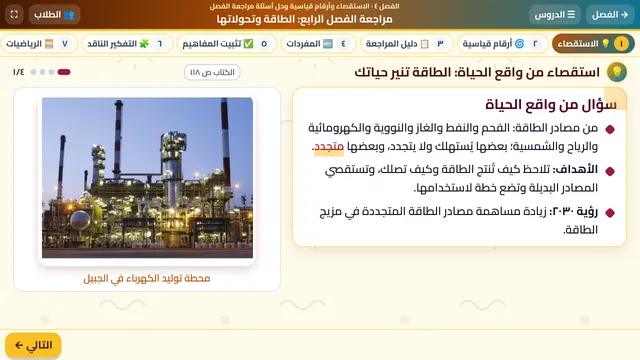 → الفصل
☰ الدروس
الفصل ٤ · الاستقصاء وأرقام قياسية وحل أسئلة مراجعة الفصل
مراجعة الفصل الرابع: الطاقة وتحولاتها
👥 الطلاب
١ 💡 الاستقصاء
٢ 🌀 أرقام قياسية
٣ 📋 دليل المراجعة
٤ 🆕 المفردات
٥ ✅ تثبيت المفاهيم
٦ 🧩 التفكير الناقد
٧ 🧮 الرياضيات
💡 استقصاء من واقع الحياة: الطاقة تنير حياتك
الكتاب ص ١١٨
١/٤
سؤال من واقع الحياة
من مصادر الطاقة: الفحم والنفط والغاز والنووية والكهرومائية
والرياح والشمسية؛ بعضها يُستهلك ولا يتجدد، وبعضها متجدد.
الأهداف: تلاحظ كيف تُنتج الطاقة وكيف تصلك، وتستقصي
المصادر البديلة وتضع خطة لاستخدامها.
رؤية ٢٠٣٠: زيادة مساهمة مصادر الطاقة المتجددة في مزيج
الطاقة.
محطة توليد الكهرباء في الجبيل
التالي ←